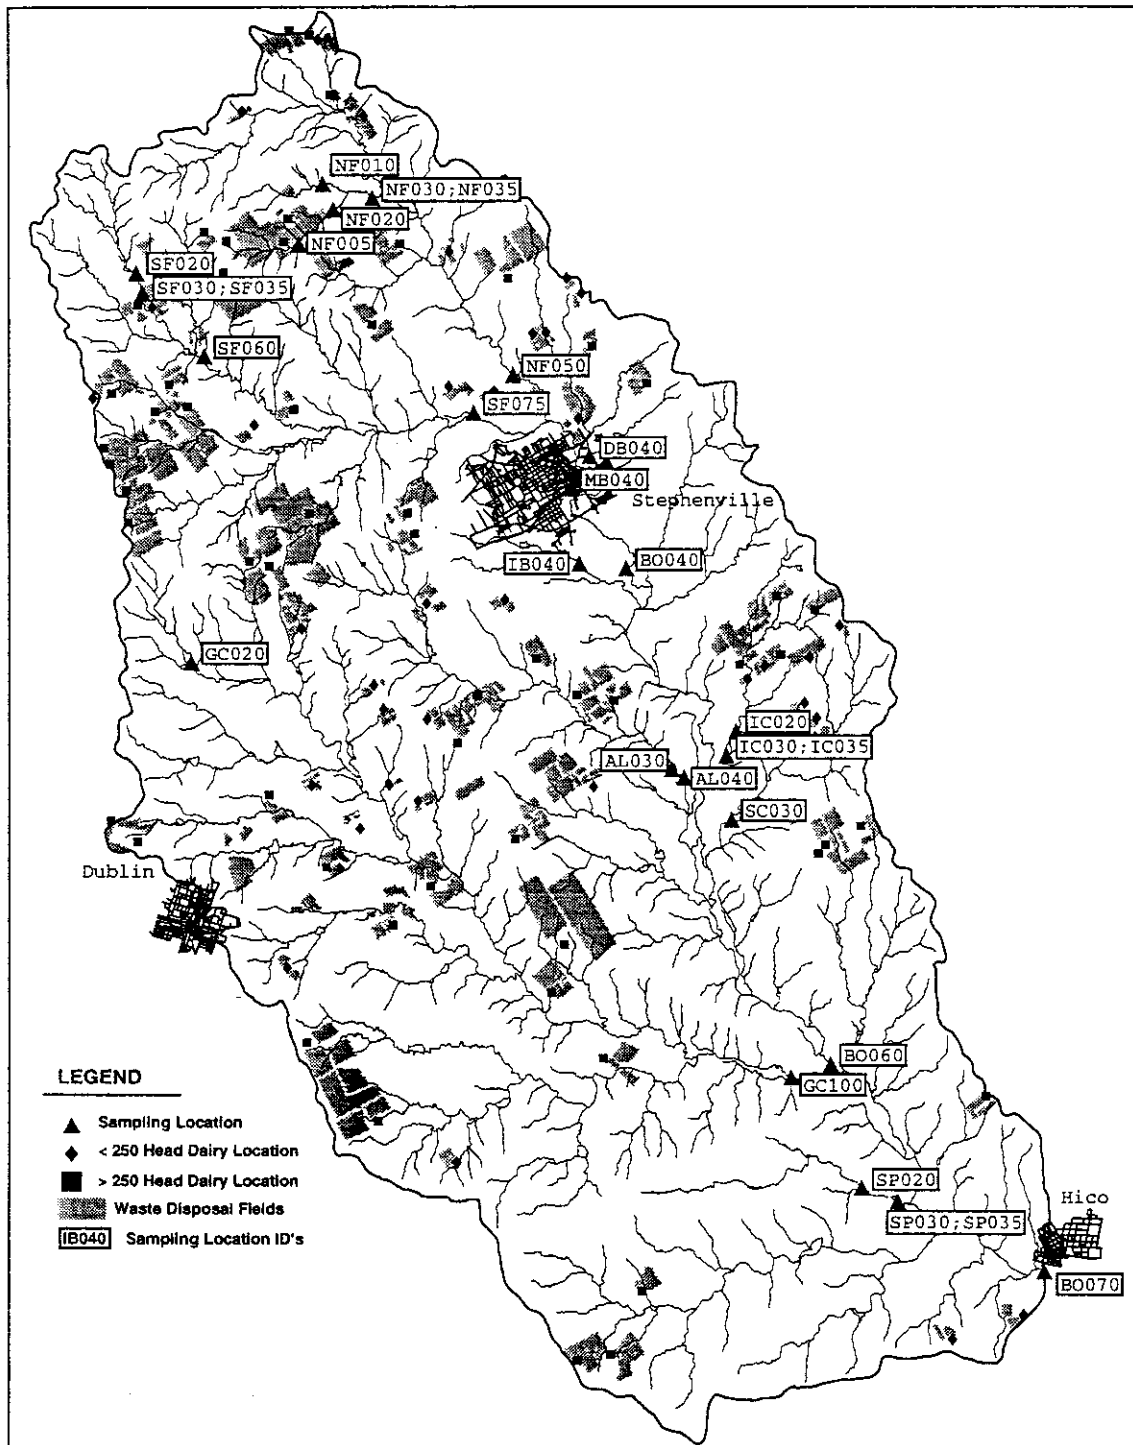 NF010
NF030;NF035
NF020
NF005
SF020
SF030;SF035
SF060
NF050
SF075
DB040
MB040
Stephenville
IB040
BO040
GC020
IC020
IC030;IC035
AL030
AL040
SC030
Dublin
BO060
GC100
LEGEND
Sampling Location
< 250 Head Dairy Location
> 250 Head Dairy Location
Waste Disposal Fields
IB040 Sampling Location ID's
SP020
SP030;SP035
Hico
BO070